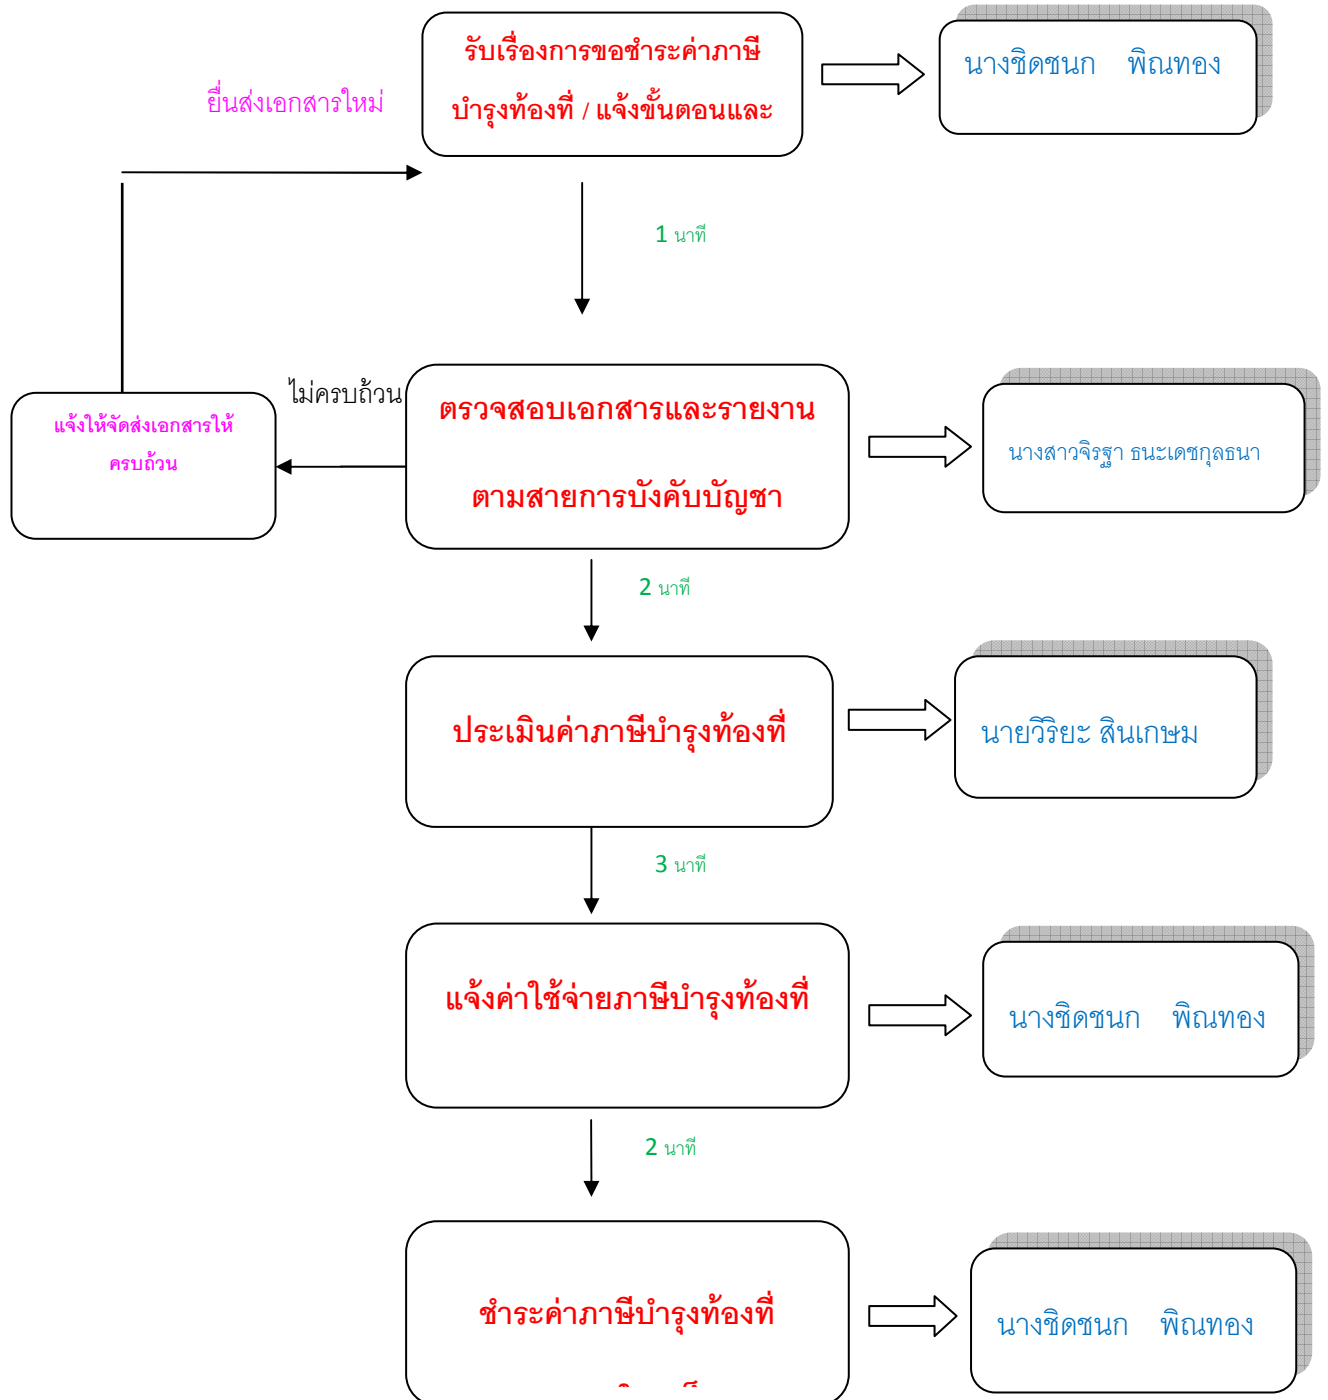 รับเรื่องการขอชำระค่าภาษี
บำรุงท้องที่ / แจ้งขั้นตอนและ
นางชิดชนก พิณทอง
ยื่นส่งเอกสารใหม่
1 นาที
ไม่ครบถ้วน
แจ้งให้จัดส่งเอกสารให้
ครบถ้วน
ตรวจสอบเอกสารและรายงาน
ตามสายการบังคับบัญชา
นางสาวจิรฐา ธนะเดชกุลธนา
2 นาที
ประเมินค่าภาษีบำรุงท้องที่
นายวิริยะ สินเกษม
3 นาที
แจ้งค่าใช้จ่ายภาษีบำรุงท้องที่
นางชิดชนก พิณทอง
2 นาที
ชำระค่าภาษีบำรุงท้องที่
นางชิดชนก พิณทอง